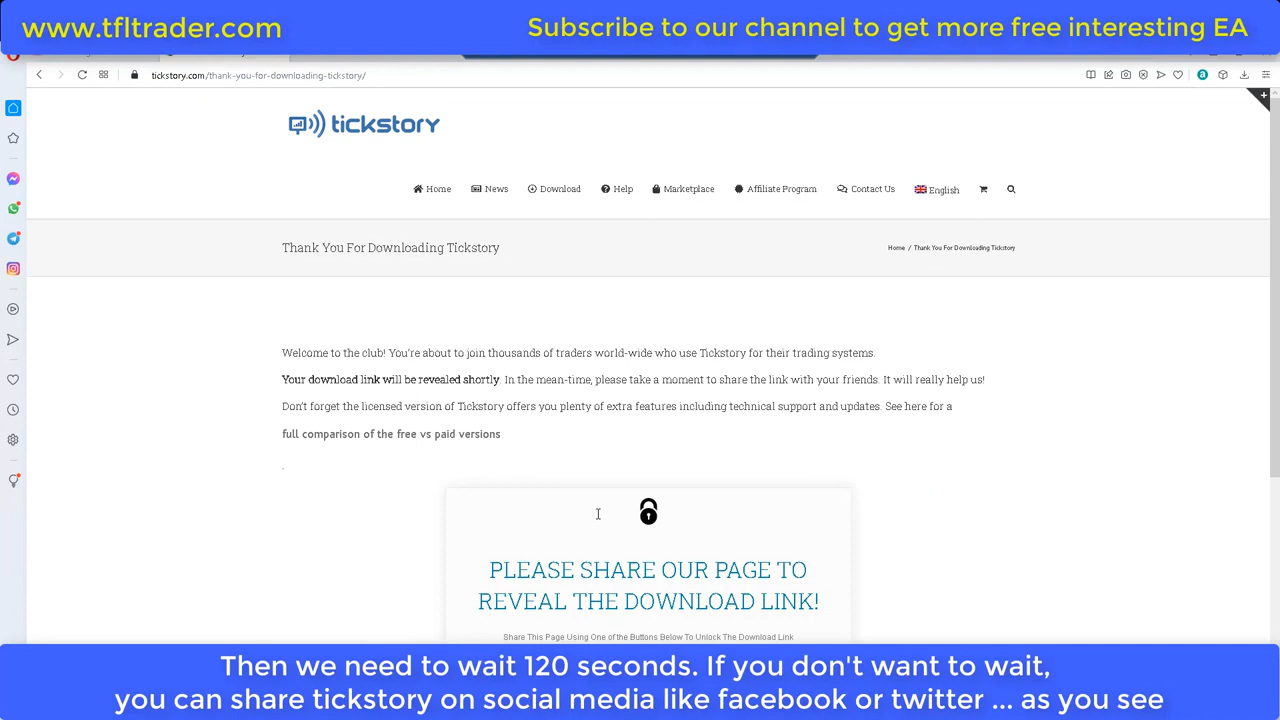 www.tfltrader.com
Subscribe to our channel to get more free interesting EA
tickstory.com/thank-you-for-downloading-tickstory/
tickstory
Home News Download Help Marketplace Affiliate Program Contact Us English
Thank You For Downloading Tickstory
Home / Thank You For Downloading Tickstory
Welcome to the club! You're about to join thousands of traders world-wide who use Tickstory for their trading systems.
Your download link will be revealed shortly. In the mean-time, please take a moment to share the link with your friends. It will really help us!
Don't forget the licensed version of Tickstory offers you plenty of extra features including technical support and updates. See here for a
full comparison of the free vs paid versions
.
PLEASE SHARE OUR PAGE TO
REVEAL THE DOWNLOAD LINK!
Share This Page Using One of the Buttons Below To Unlock The Download Link
Then we need to wait 120 seconds. If you don't want to wait,
you can share tickstory on social media like facebook or twitter ... as you see